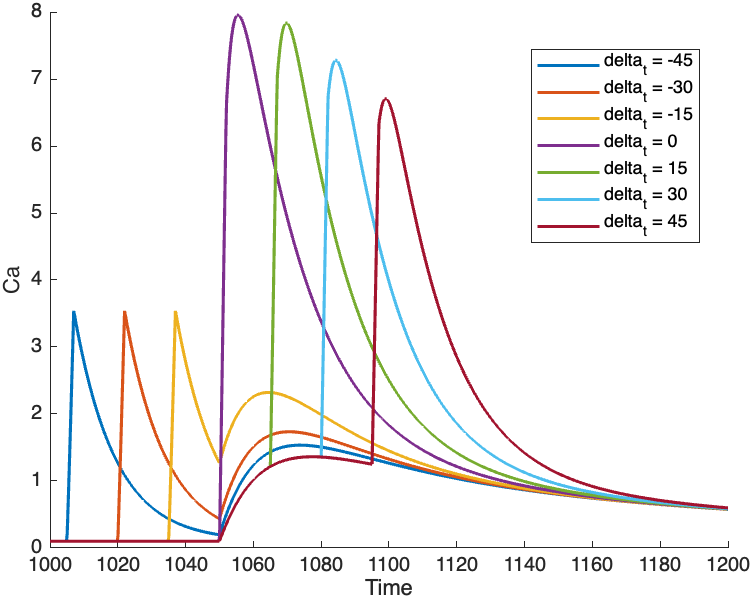 8
7
6
5
4
3
2
1
0
Ca
delta_t = -45
delta_t = -30
delta_t = -15
delta_t = 0
delta_t = 15
delta_t = 30
delta_t = 45
1000 1020 1040 1060 1080 1100 1120 1140 1160 1180 1200
Time